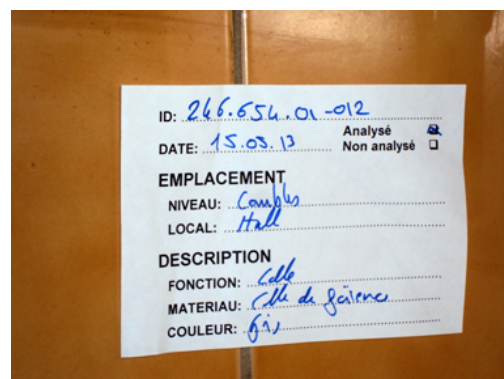 ID: 246.654.01-012
Analysé
DATE: 15.03.13 Non analysé
EMPLACEMENT
NIVEAU: Combles
LOCAL: Hall
DESCRIPTION
FONCTION: Colle
MATERIAU: Colle de faïence
COULEUR: Gris